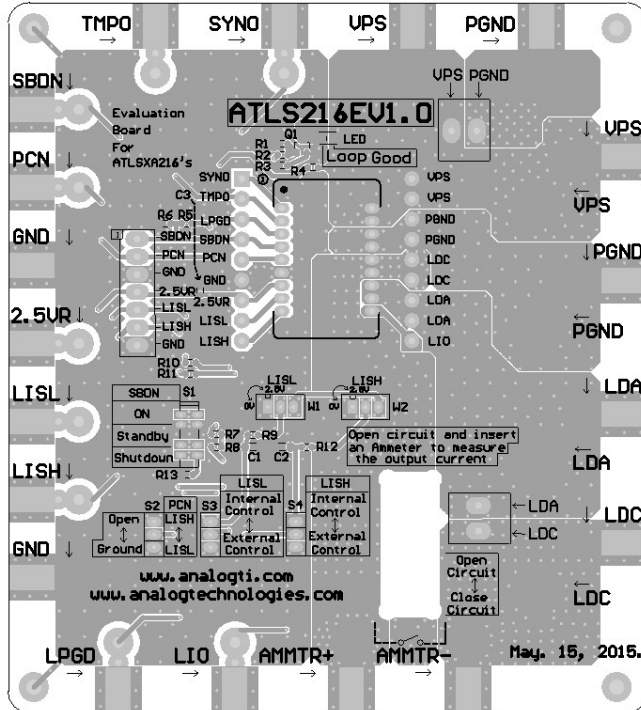 TMPO
SYNO
VPS
PGND
SBDN
PCN
GND
2.5VR
LISL
LISH
GND
VPS
VPS
PGND
PGND
LDA
LDA
LDC
LDC
Evaluation
Board
For
ATLSXA216's
ATLS216EV1.0
VPS PGND
Q1
LED
R1
R2
R3
R4
Loop Good
SYNO
TMPO
LPGD
SBDN
PCN
GND
2.5VR
LISL
LISH
C3
R6 R5
1
1
SBDN
PCN
GND
2.5VR
LISL
LISH
GND
VPS
VPS
PGND
PGND
LDC
LDC
LDA
LDA
LIO
R10
R11
SBDN
S1
ON
Standby
Shutdown
R13
R7
R8
R9
C1
C2
R12
LISL
2.5V
0V
W1
LISH
2.5V
0V
W2
Open circuit and insert
an Ammeter to measure
the output current
S2
PCN
Open
LISH
Ground
LISL
S3
LISL
Internal
Control
External
Control
S4
LISH
Internal
Control
External
Control
LDA
LDC
Open
Circuit
Close
Circuit
www.analogti.com
www.analogtechnologies.com
LPGD
LIO
AMMTR+
AMMTR-
May. 15, 2015.